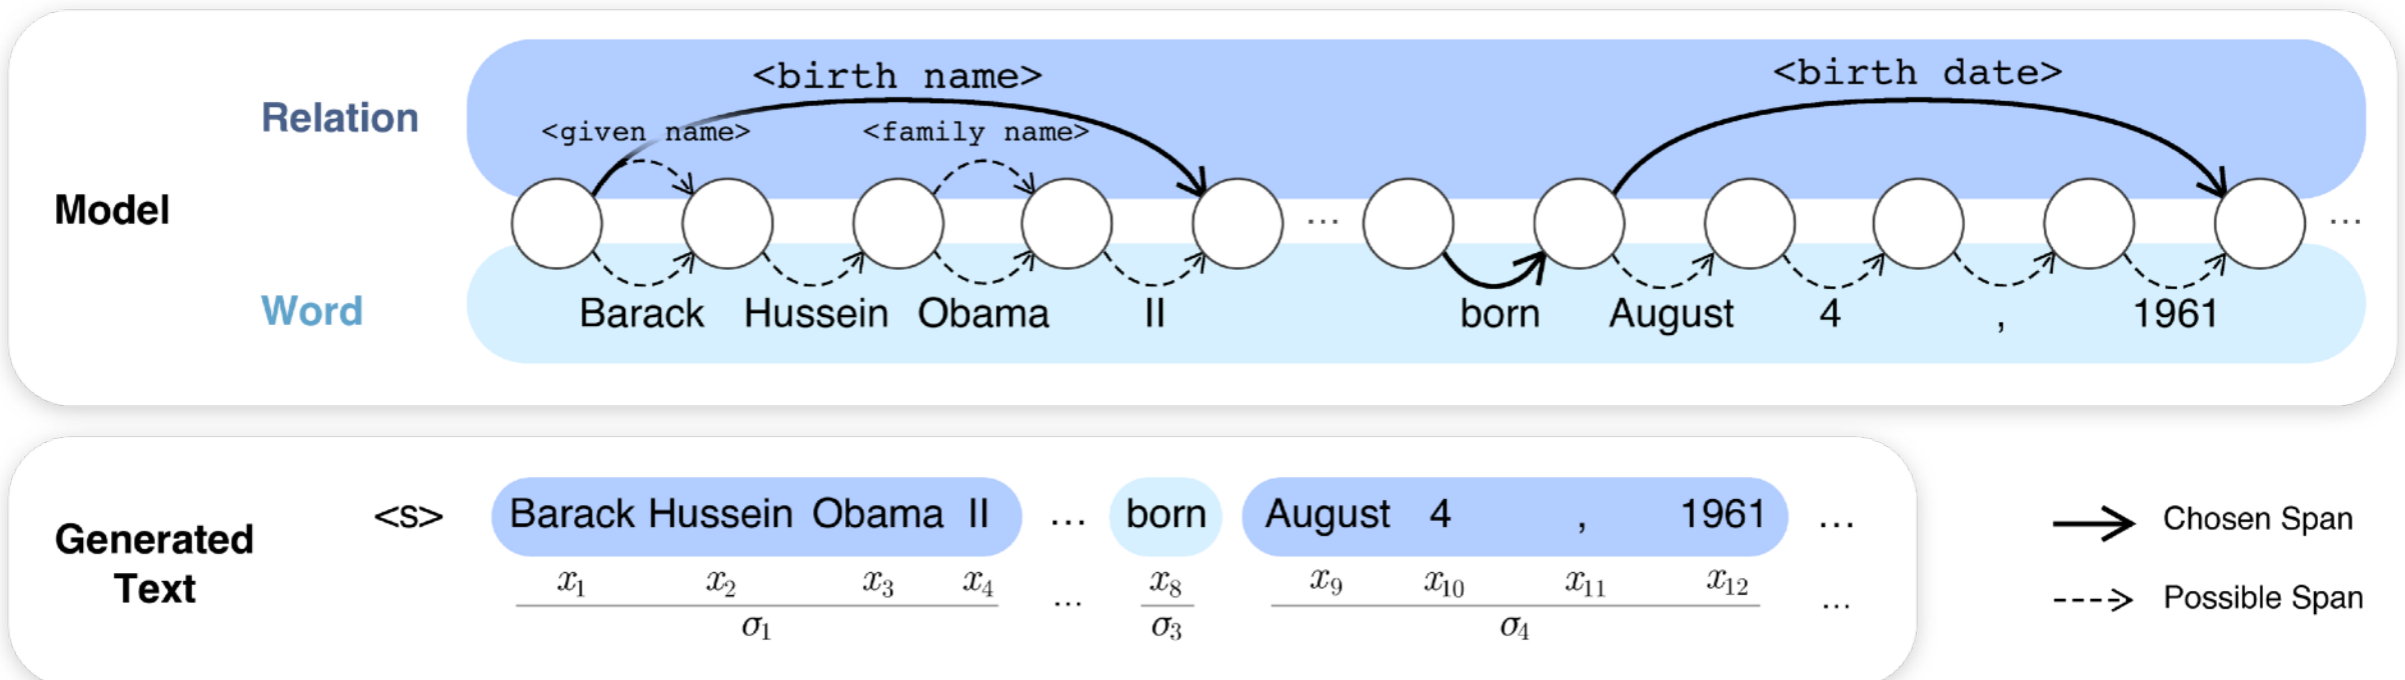 <birth name> <birth date>
Relation <given name> <family name>
Model ... ...
Word Barack Hussein Obama II born August 4 , 1961
Generated Text <s> Barack Hussein Obama II ... born August 4 , 1961 ...
x₁ x₂ x₃ x₄ ... x₈ x₉ x₁₀ x₁₁ x₁₂ ...
σ₁ σ₃ σ₄
Chosen Span
Possible Span